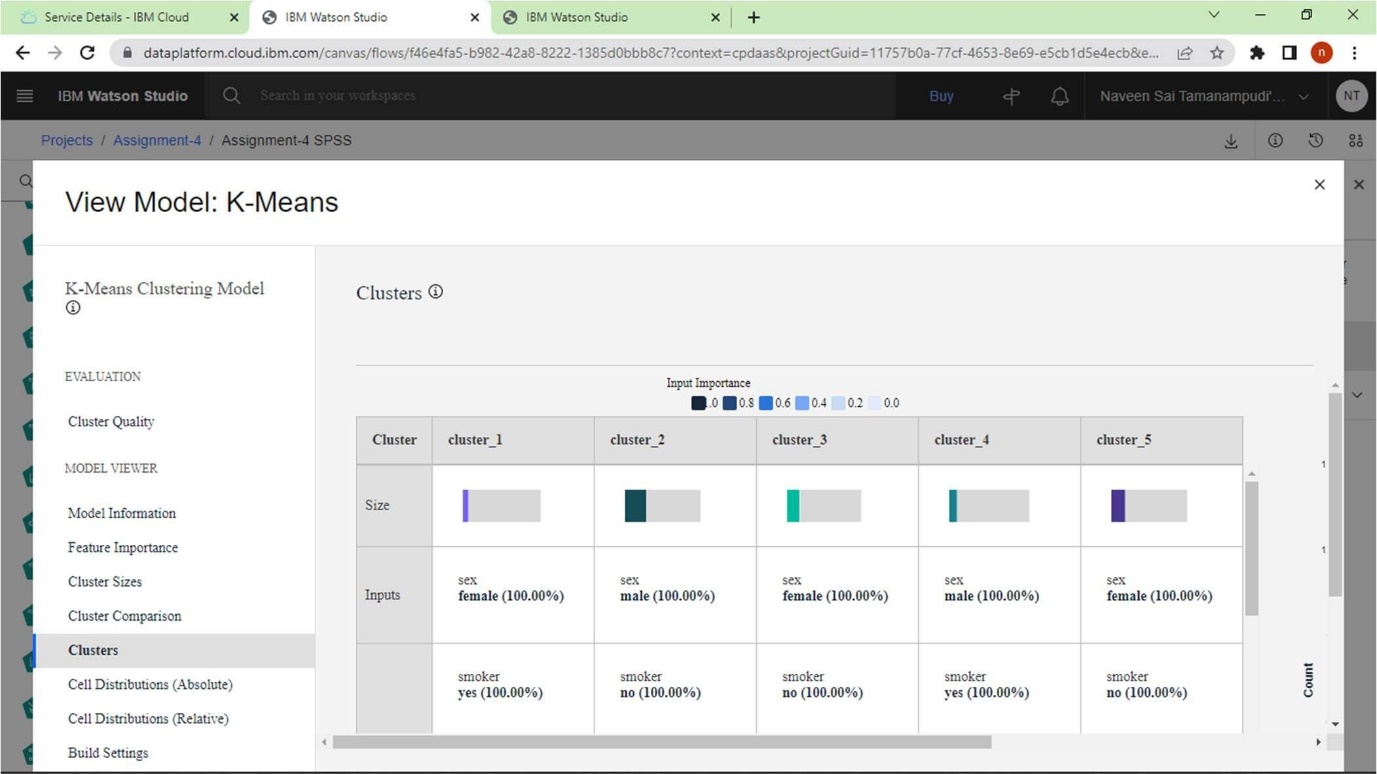 Service Details - IBM Cloud
IBM Watson Studio
IBM Watson Studio
dataplatform.cloud.ibm.com/canvas/flows/f46e4fa5-b982-42a8-8222-1385d0bbb8c7?context=cpdaas&projectGuid=11757b0a-77cf-4653-8e69-e5cb1d5e4ecb&e...
n
IBM Watson Studio
Search in your workspaces
Buy
Naveen Sai Tamanampudi'...
NT
Projects / Assignment-4 / Assignment-4 SPSS
View Model: K-Means
K-Means Clustering Model
EVALUATION
Cluster Quality
MODEL VIEWER
Model Information
Feature Importance
Cluster Sizes
Cluster Comparison
Clusters
Cell Distributions (Absolute)
Cell Distributions (Relative)
Build Settings
Clusters
Input Importance
1.0 0.8 0.6 0.4 0.2 0.0
Cluster cluster_1 cluster_2 cluster_3 cluster_4 cluster_5
Size
Inputs
sex sex sex sex sex
female (100.00%) male (100.00%) female (100.00%) male (100.00%) female (100.00%)
smoker smoker smoker smoker smoker
yes (100.00%) no (100.00%) no (100.00%) yes (100.00%) no (100.00%)
1
1
Count